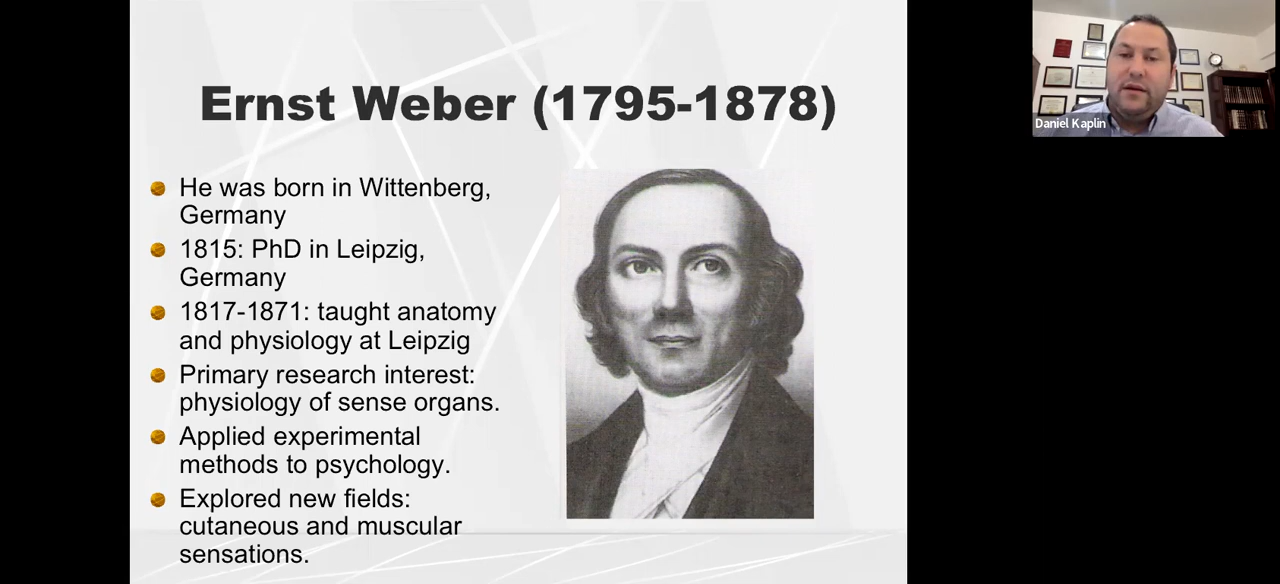 Ernst Weber (1795-1878)
He was born in Wittenberg,
Germany
1815: PhD in Leipzig,
Germany
1817-1871: taught anatomy
and physiology at Leipzig
Primary research interest:
physiology of sense organs.
Applied experimental
methods to psychology.
Explored new fields:
cutaneous and muscular
sensations.
Daniel Kaplin